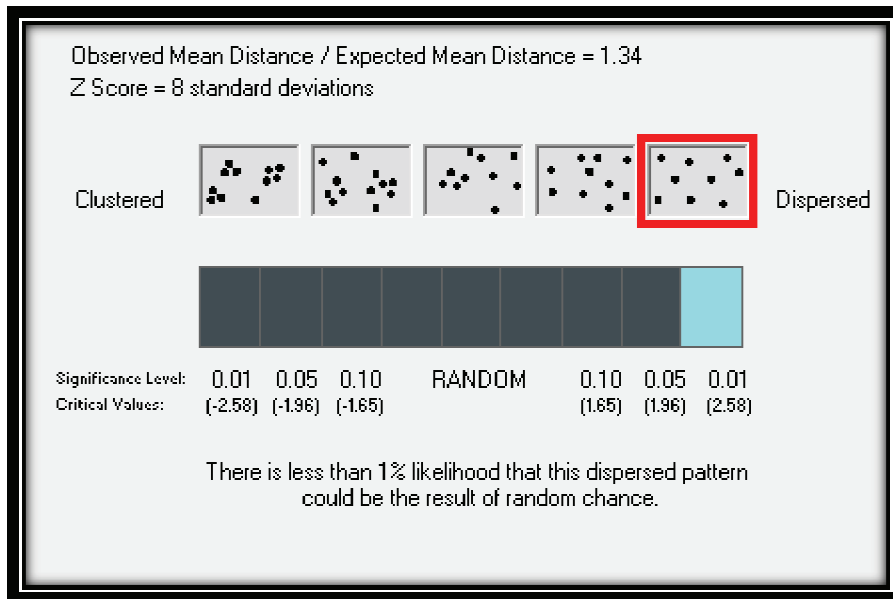 Observed Mean Distance / Expected Mean Distance = 1.34
Z Score = 8 standard deviations
Clustered
Dispersed
Significance Level: 0.01 0.05 0.10 RANDOM 0.10 0.05 0.01
Critical Values: (-2.58) (-1.96) (-1.65) (1.65) (1.96) (2.58)
There is less than 1% likelihood that this dispersed pattern
could be the result of random chance.